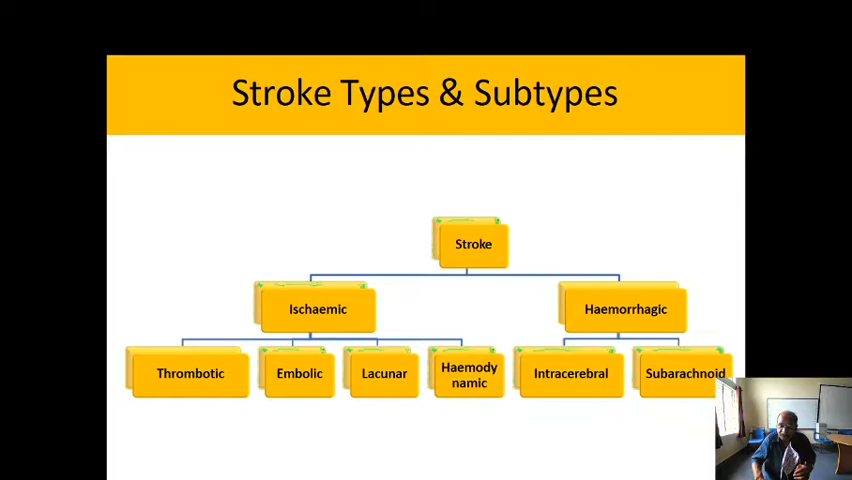 Stroke Types & Subtypes
Stroke
Ischaemic
Haemorrhagic
Thrombotic
Embolic
Lacunar
Haemody
namic
Intracerebral
Subarachnoid